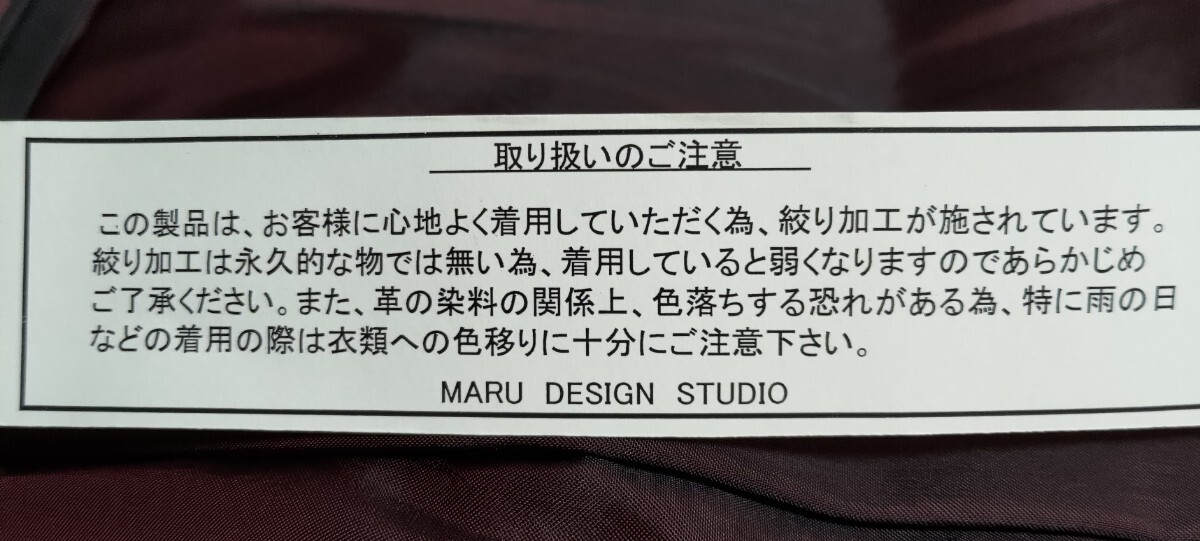 取り扱いのご注意
この製品は、お客様に心地よく着用していただく為、絞り加工が施されています。
絞り加工は永久的な物では無い為、着用していると弱くなりますのであらかじめ
ご了承ください。また、革の染料の関係上、色落ちする恐れがある為、特に雨の日
などの着用の際は衣類への色移りに十分にご注意下さい。
MARU DESIGN STUDIO